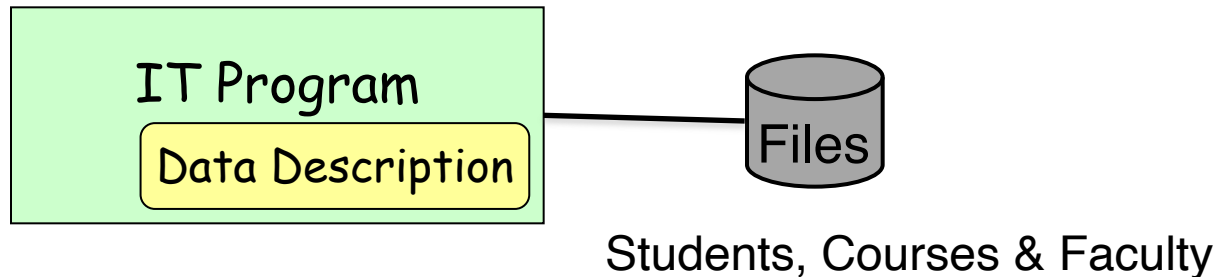 IT Program
Data Description
Files
Students, Courses & Faculty